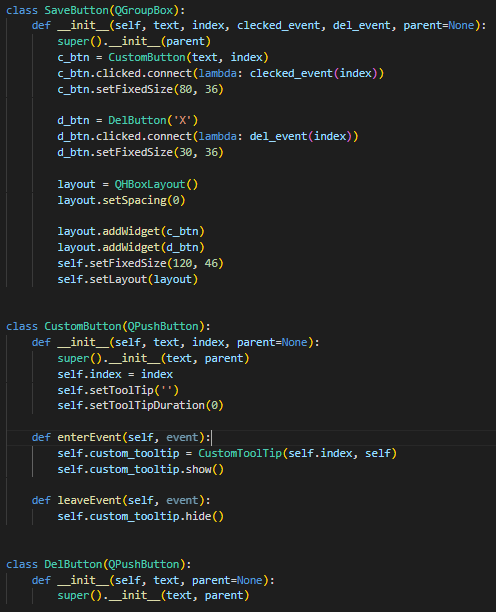 class SaveButton(QGroupBox):
    def __init__(self, text, index, clecked_event, del_event, parent=None):
        super().__init__(parent)
        c_btn = CustomButton(text, index)
        c_btn.clicked.connect(lambda: clecked_event(index))
        c_btn.setFixedSize(80, 36)

        d_btn = DelButton('X')
        d_btn.clicked.connect(lambda: del_event(index))
        d_btn.setFixedSize(30, 36)

        layout = QHBoxLayout()
        layout.setSpacing(0)

        layout.addWidget(c_btn)
        layout.addWidget(d_btn)
        self.setFixedSize(120, 46)
        self.setLayout(layout)


class CustomButton(QPushButton):
    def __init__(self, text, index, parent=None):
        super().__init__(text, parent)
        self.index = index
        self.setToolTip('')
        self.setToolTipDuration(0)

    def enterEvent(self, event):
        self.custom_tooltip = CustomToolTip(self.index, self)
        self.custom_tooltip.show()

    def leaveEvent(self, event):
        self.custom_tooltip.hide()


class DelButton(QPushButton):
    def __init__(self, text, parent=None):
        super().__init__(text, parent)